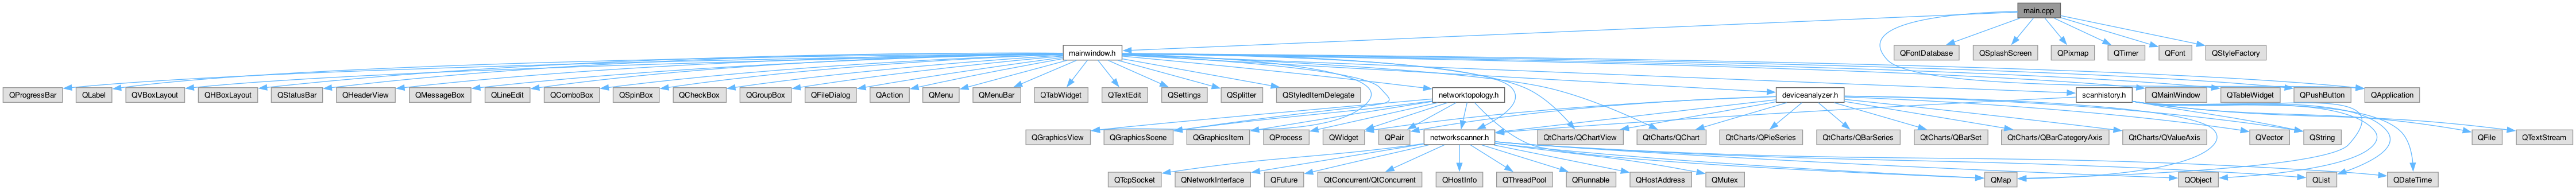 main.cpp
mainwindow.h
QFontDatabase
QSplashScreen
QPixmap
QTimer
QFont
QStyleFactory
QProgressBar
QLabel
QVBoxLayout
QHBoxLayout
QStatusBar
QHeaderView
QMessageBox
QLineEdit
QComboBox
QSpinBox
QCheckBox
QGroupBox
QFileDialog
QAction
QMenu
QMenuBar
QTabWidget
QTextEdit
QSettings
QSplitter
QStyledItemDelegate
networktopology.h
deviceanalyzer.h
scanhistory.h
QMainWindow
QTableWidget
QPushButton
QApplication
QGraphicsView
QGraphicsScene
QGraphicsItem
QProcess
QWidget
QPair
networkscanner.h
QtCharts/QChartView
QtCharts/QChart
QtCharts/QPieSeries
QtCharts/QBarSeries
QtCharts/QBarSet
QtCharts/QBarCategoryAxis
QtCharts/QValueAxis
QVector
QString
QFile
QTextStream
QTcpSocket
QNetworkInterface
QFuture
QtConcurrent/QtConcurrent
QHostInfo
QThreadPool
QRunnable
QHostAddress
QMutex
QMap
QObject
QList
QDateTime